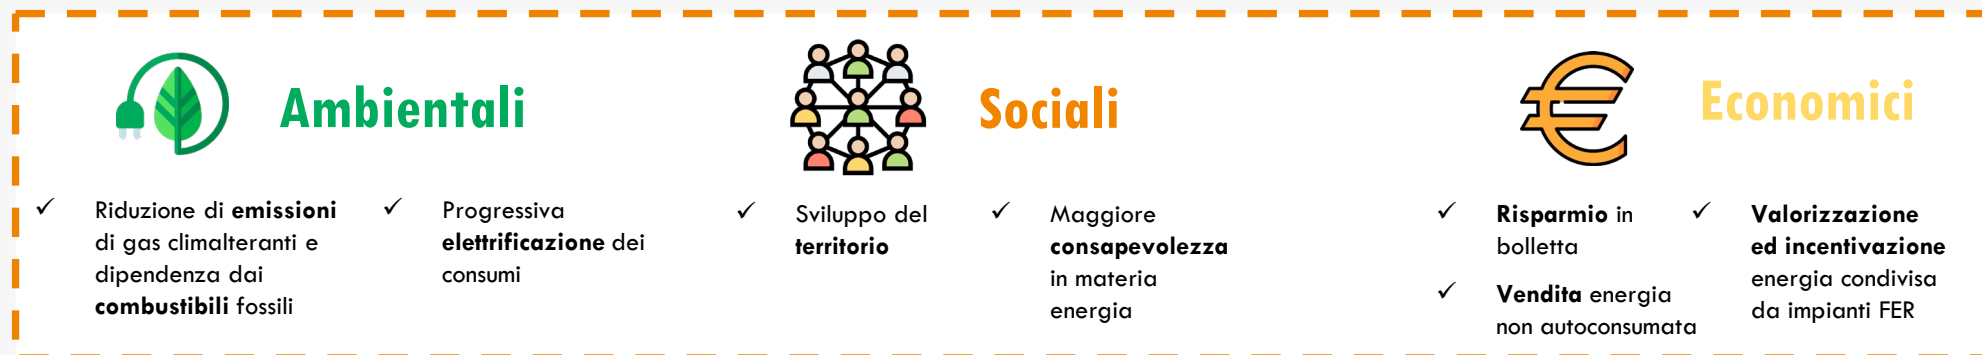 Ambientali
Riduzione di emissioni
di gas climalteranti e
dipendenza dai
combustibili fossili
Progressiva
elettrificazione dei
consumi
Sociali
Sviluppo del
territorio
Maggiore
consapevolezza
in materia
energia
Economici
Risparmio in
bolletta
Vendita energia
non autoconsumata
Valorizzazione
ed incentivazione
energia condivisa
da impianti FER